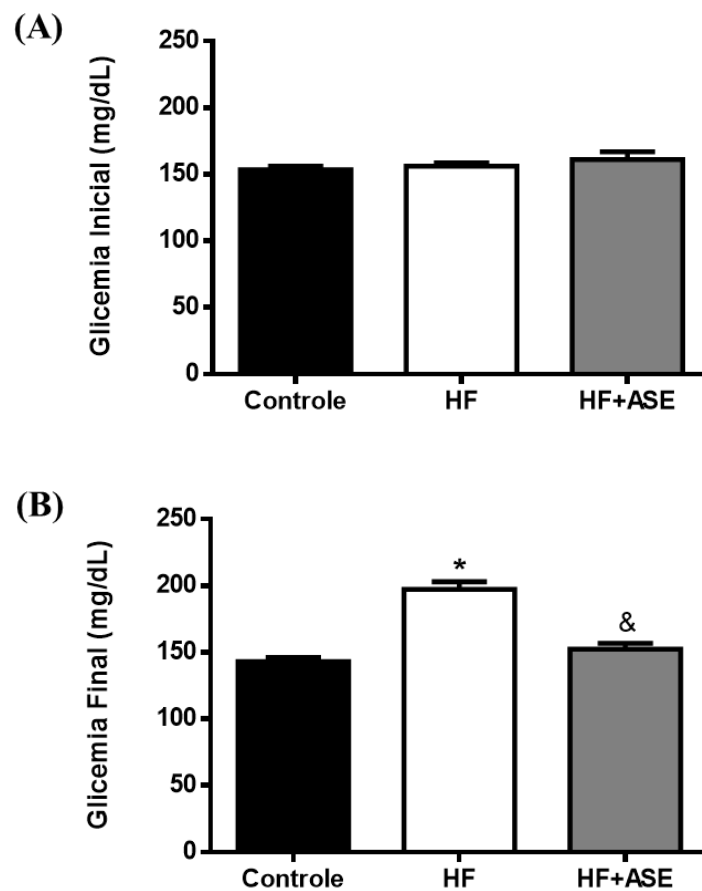 (A)
Glicemia Inicial (mg/dL)
250
200
150
100
50
0
Controle HF HF+ASE
(B)
Glicemia Final (mg/dL)
250
200
150
100
50
0
*
&
Controle HF HF+ASE